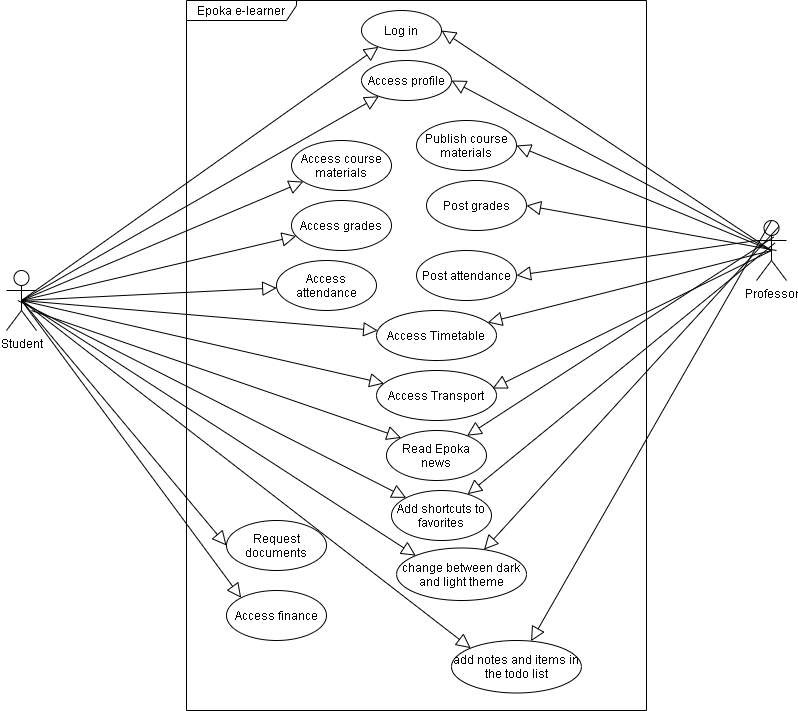 Epoka e-learner
Log in
Access profile
Publish course
materials
Access course
materials
Post grades
Access grades
Post attendance
Access
attendance
Student
Professor
Access Timetable
Access Transport
Read Epoka
news
Add shortcuts to
favorites
Request
documents
change between dark
and light theme
Access finance
add notes and items in
the todo list